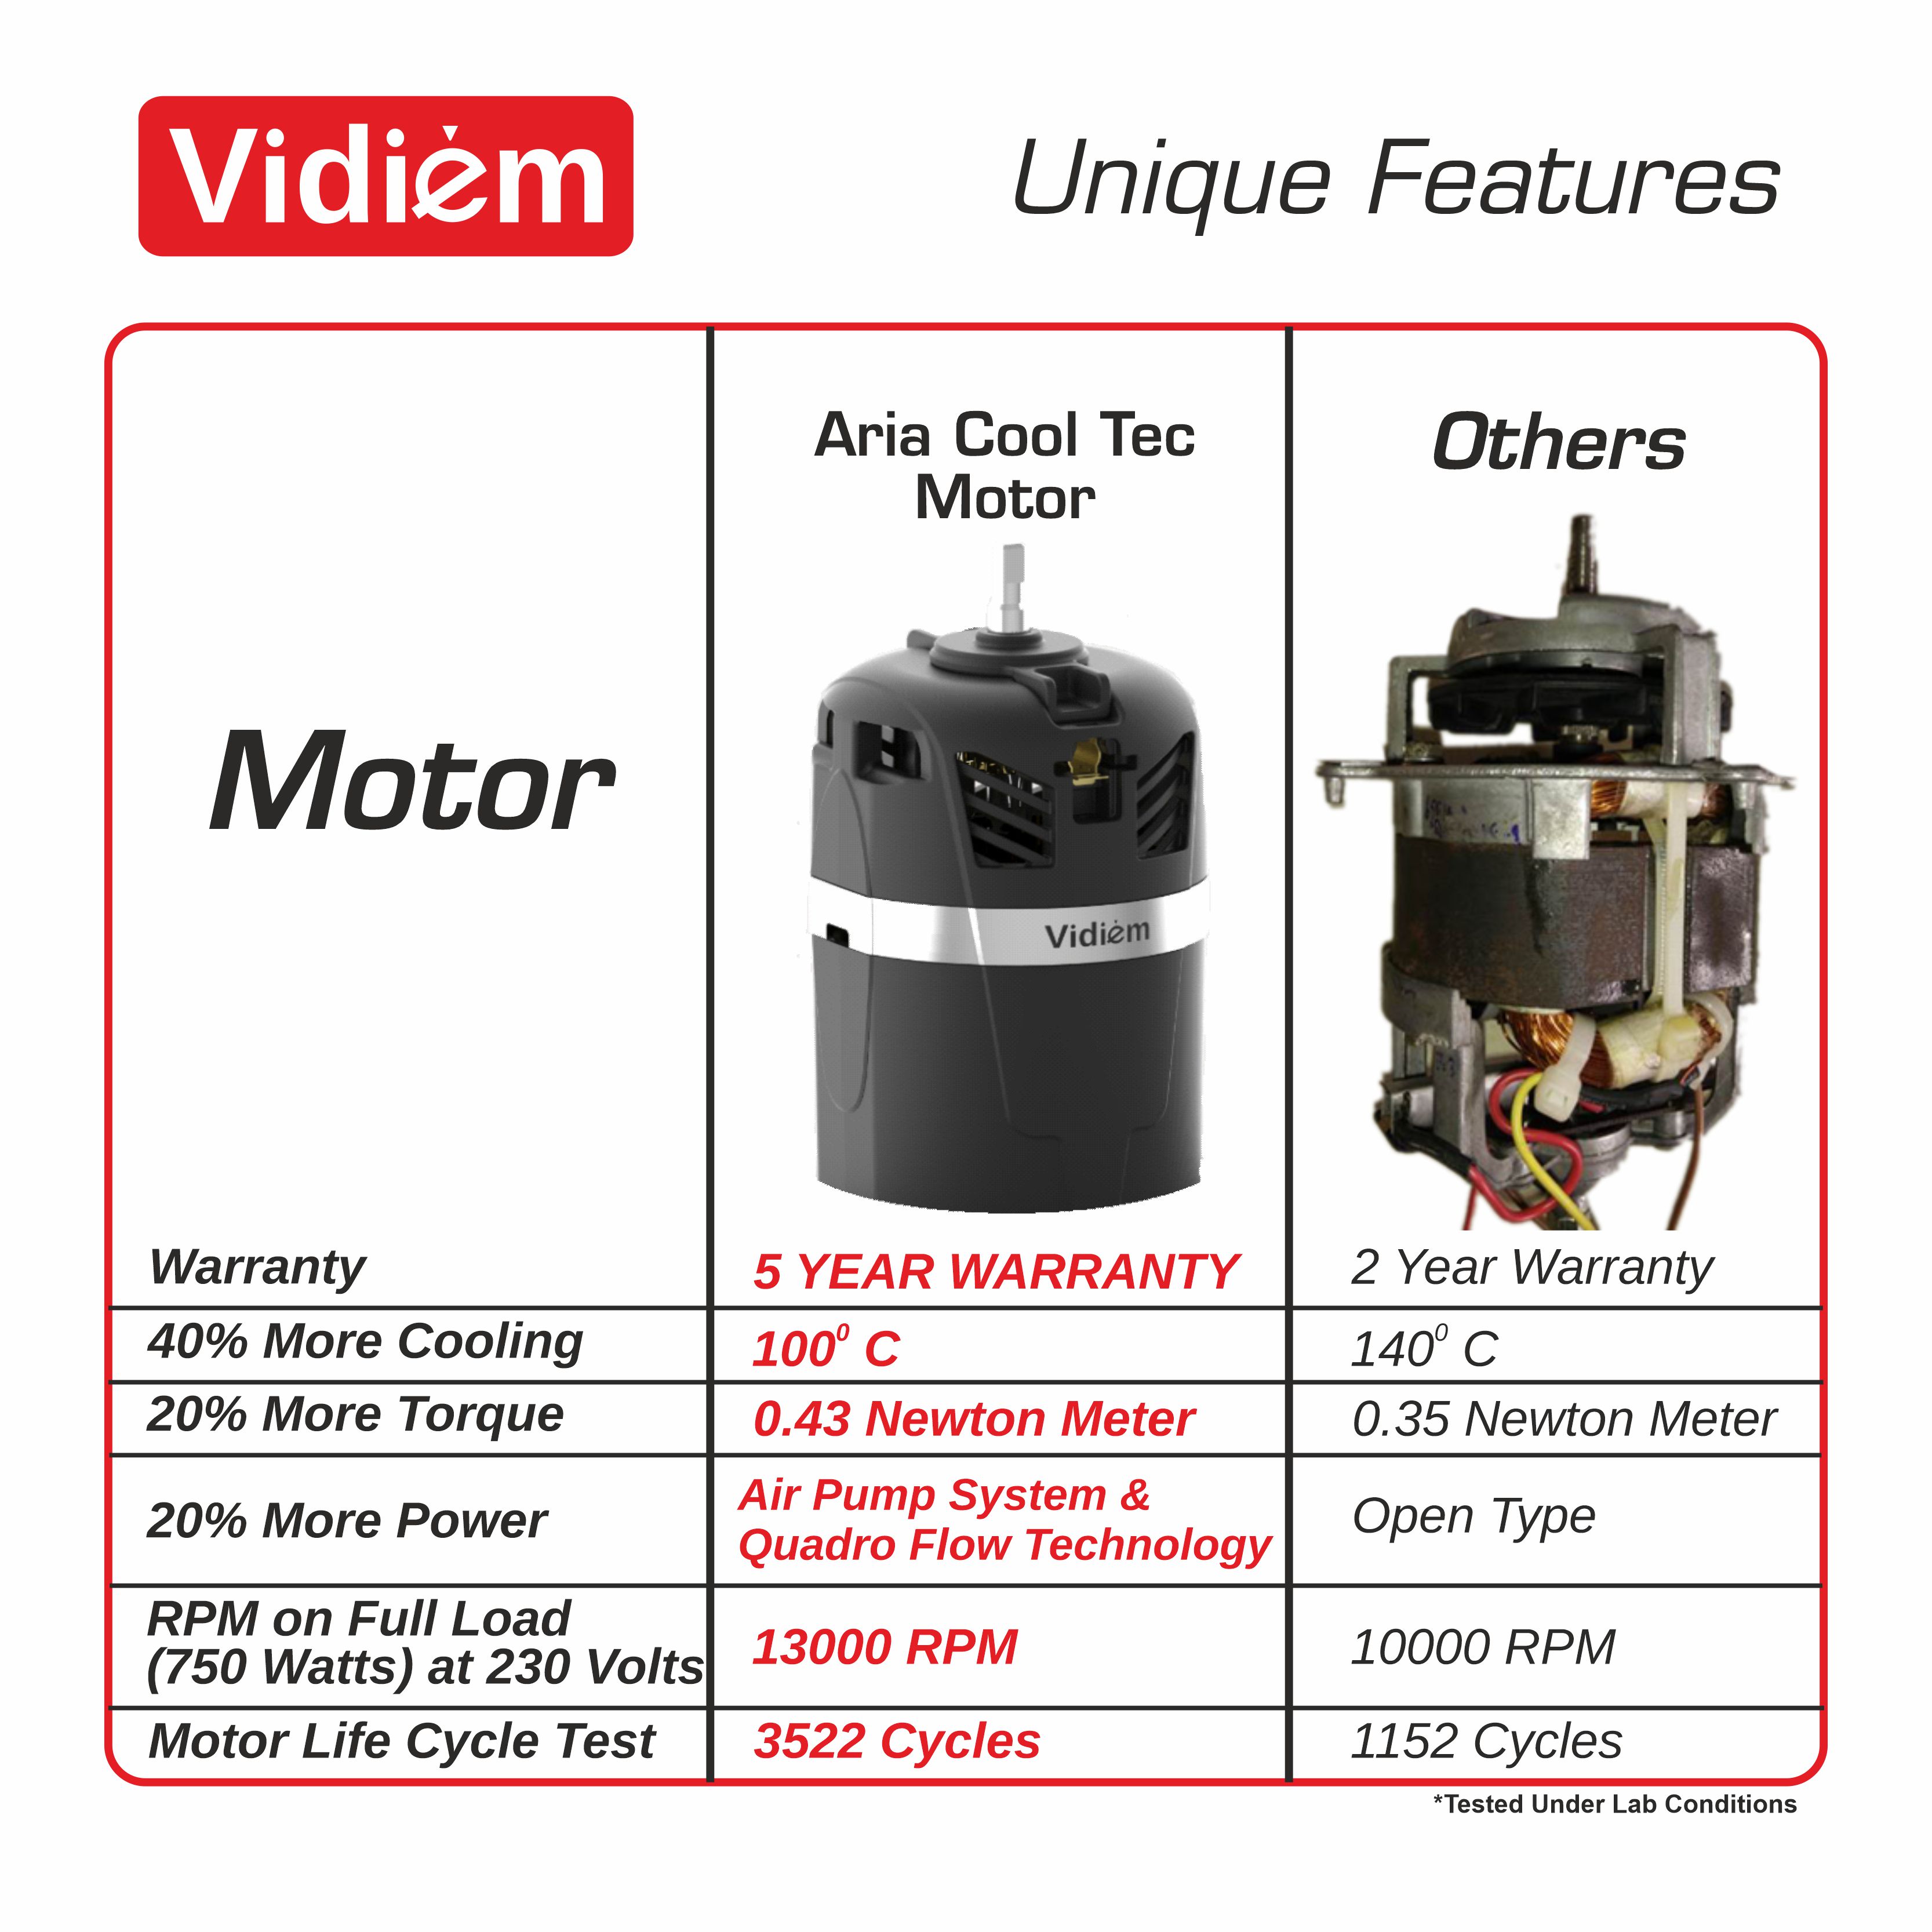 Vidiem
Unique Features
Aria Cool Tec
Motor
Others
Motor
Vidiem
Warranty
5 YEAR WARRANTY
2 Year Warranty
40% More Cooling
100⁰ C
140⁰ C
20% More Torque
0.43 Newton Meter
0.35 Newton Meter
20% More Power
Air Pump System &
Quadro Flow Technology
Open Type
RPM on Full Load
(750 Watts) at 230 Volts
13000 RPM
10000 RPM
Motor Life Cycle Test
3522 Cycles
1152 Cycles
*Tested Under Lab Conditions